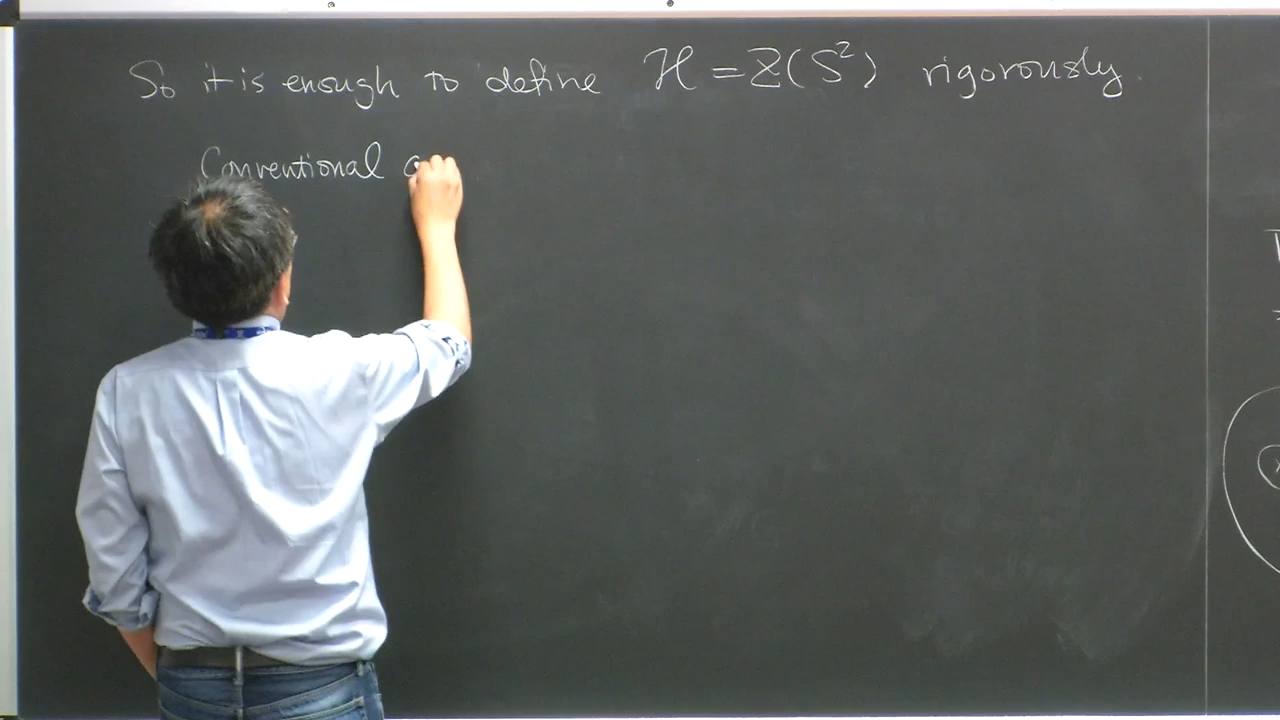 So it is enough to define ℋ = Z(S²) rigorously.
Conventional